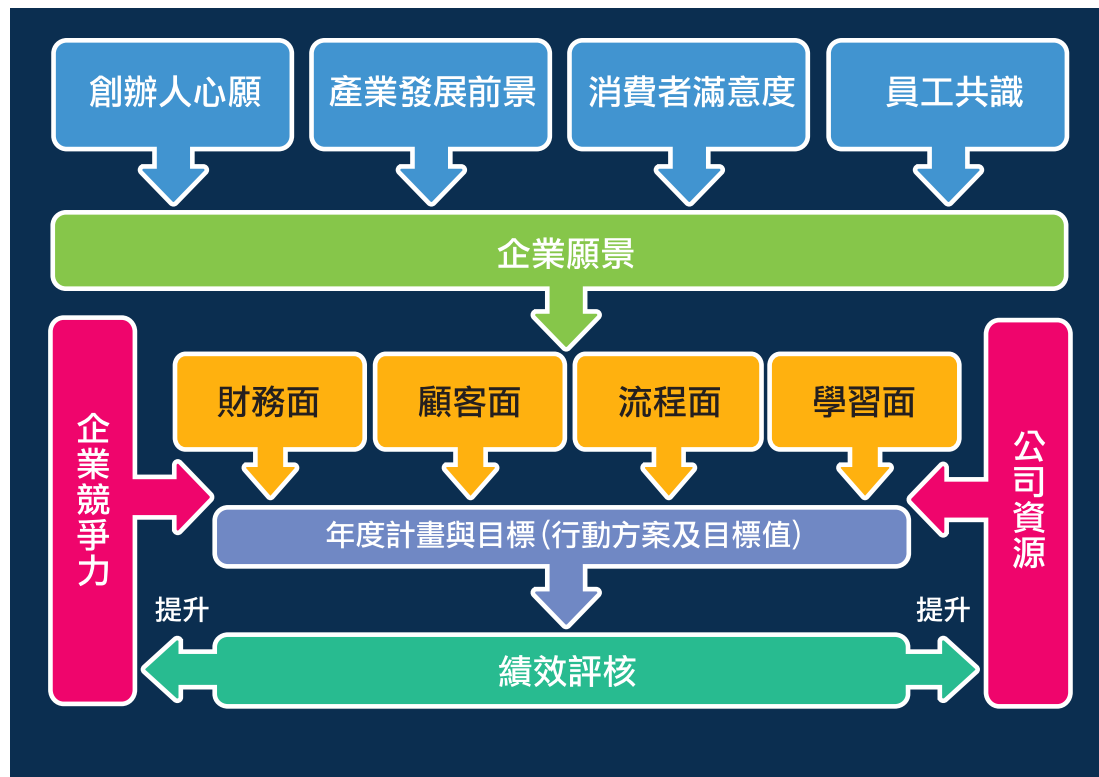 創辦人心願
產業發展前景
消費者滿意度
員工共識
企業願景
財務面
顧客面
流程面
學習面
企業競爭力
公司資源
年度計畫與目標(行動方案及目標值)
提升
提升
績效評核